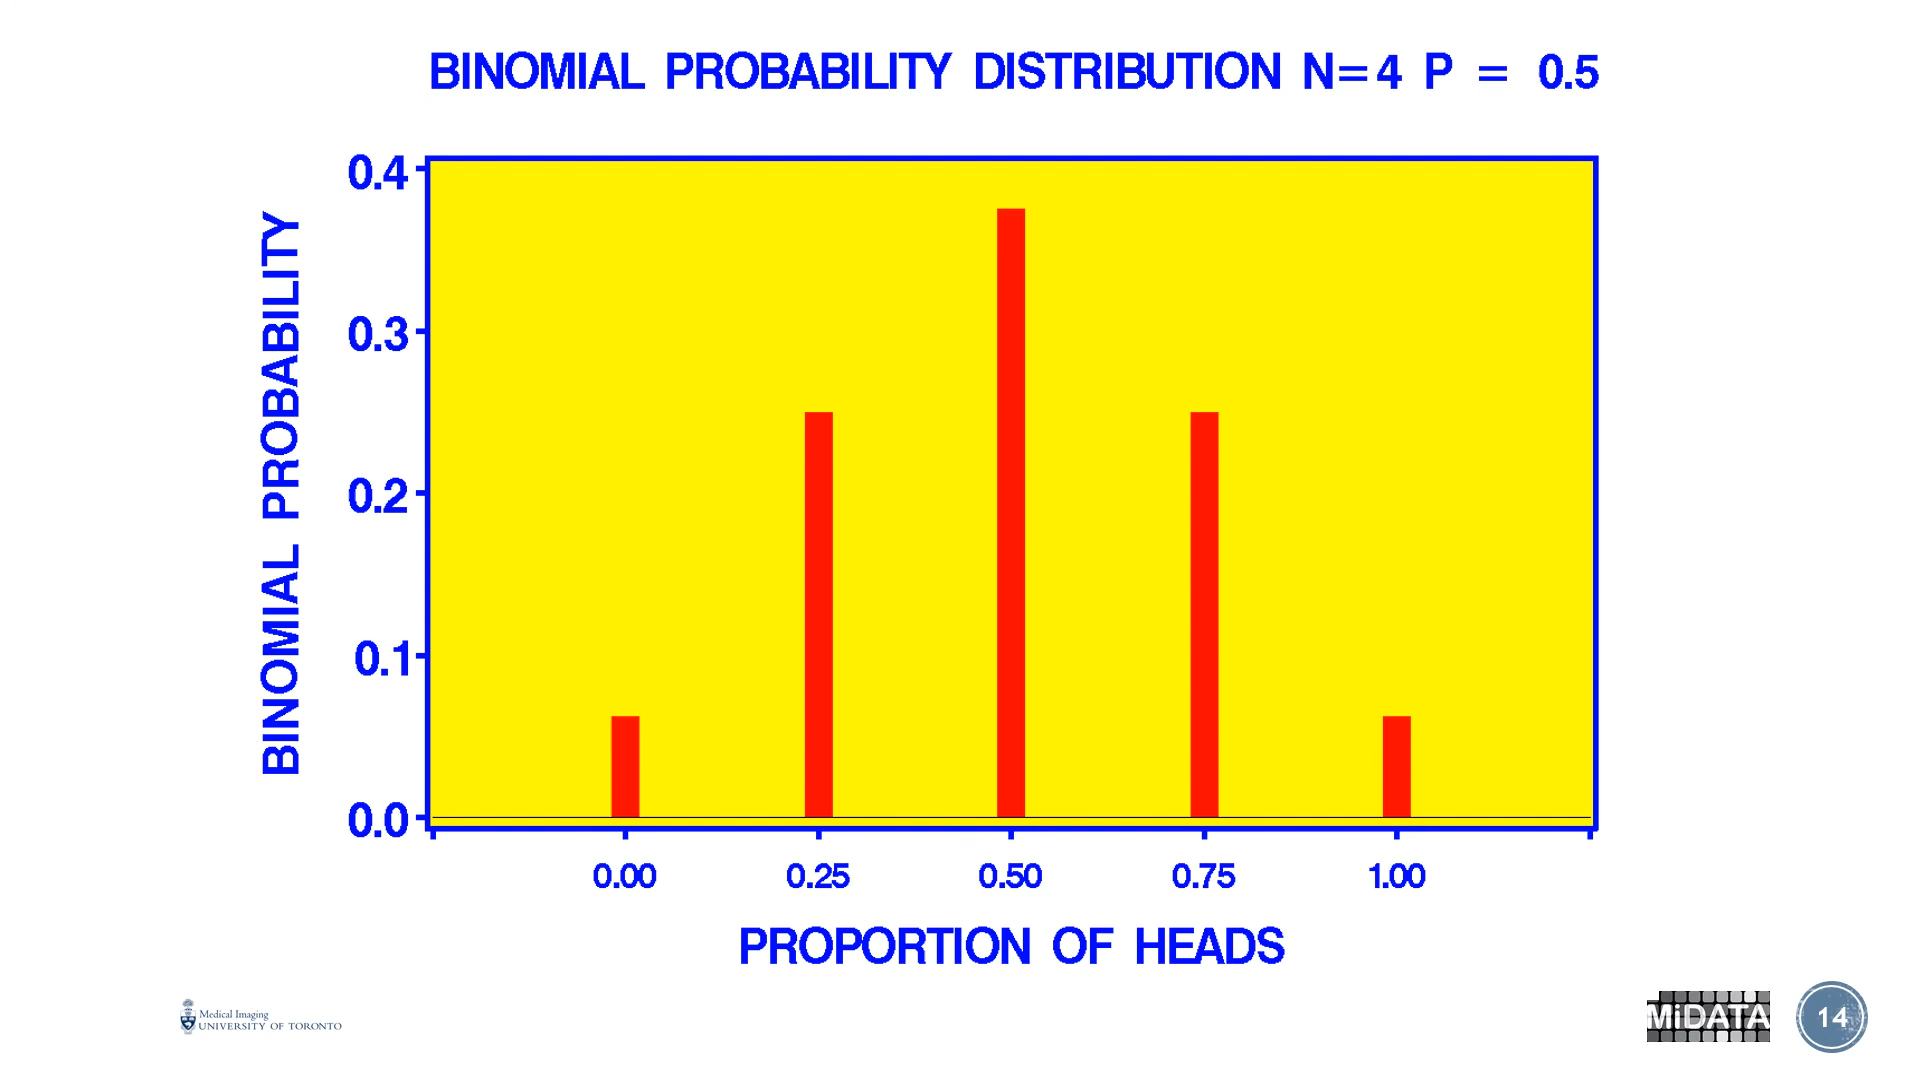 BINOMIAL PROBABILITY DISTRIBUTION N=4 P = 0.5
BINOMIAL PROBABILITY
0.4
0.3
0.2
0.1
0.0
0.00 0.25 0.50 0.75 1.00
PROPORTION OF HEADS
Medical Imaging
UNIVERSITY OF TORONTO
MiDATA
14